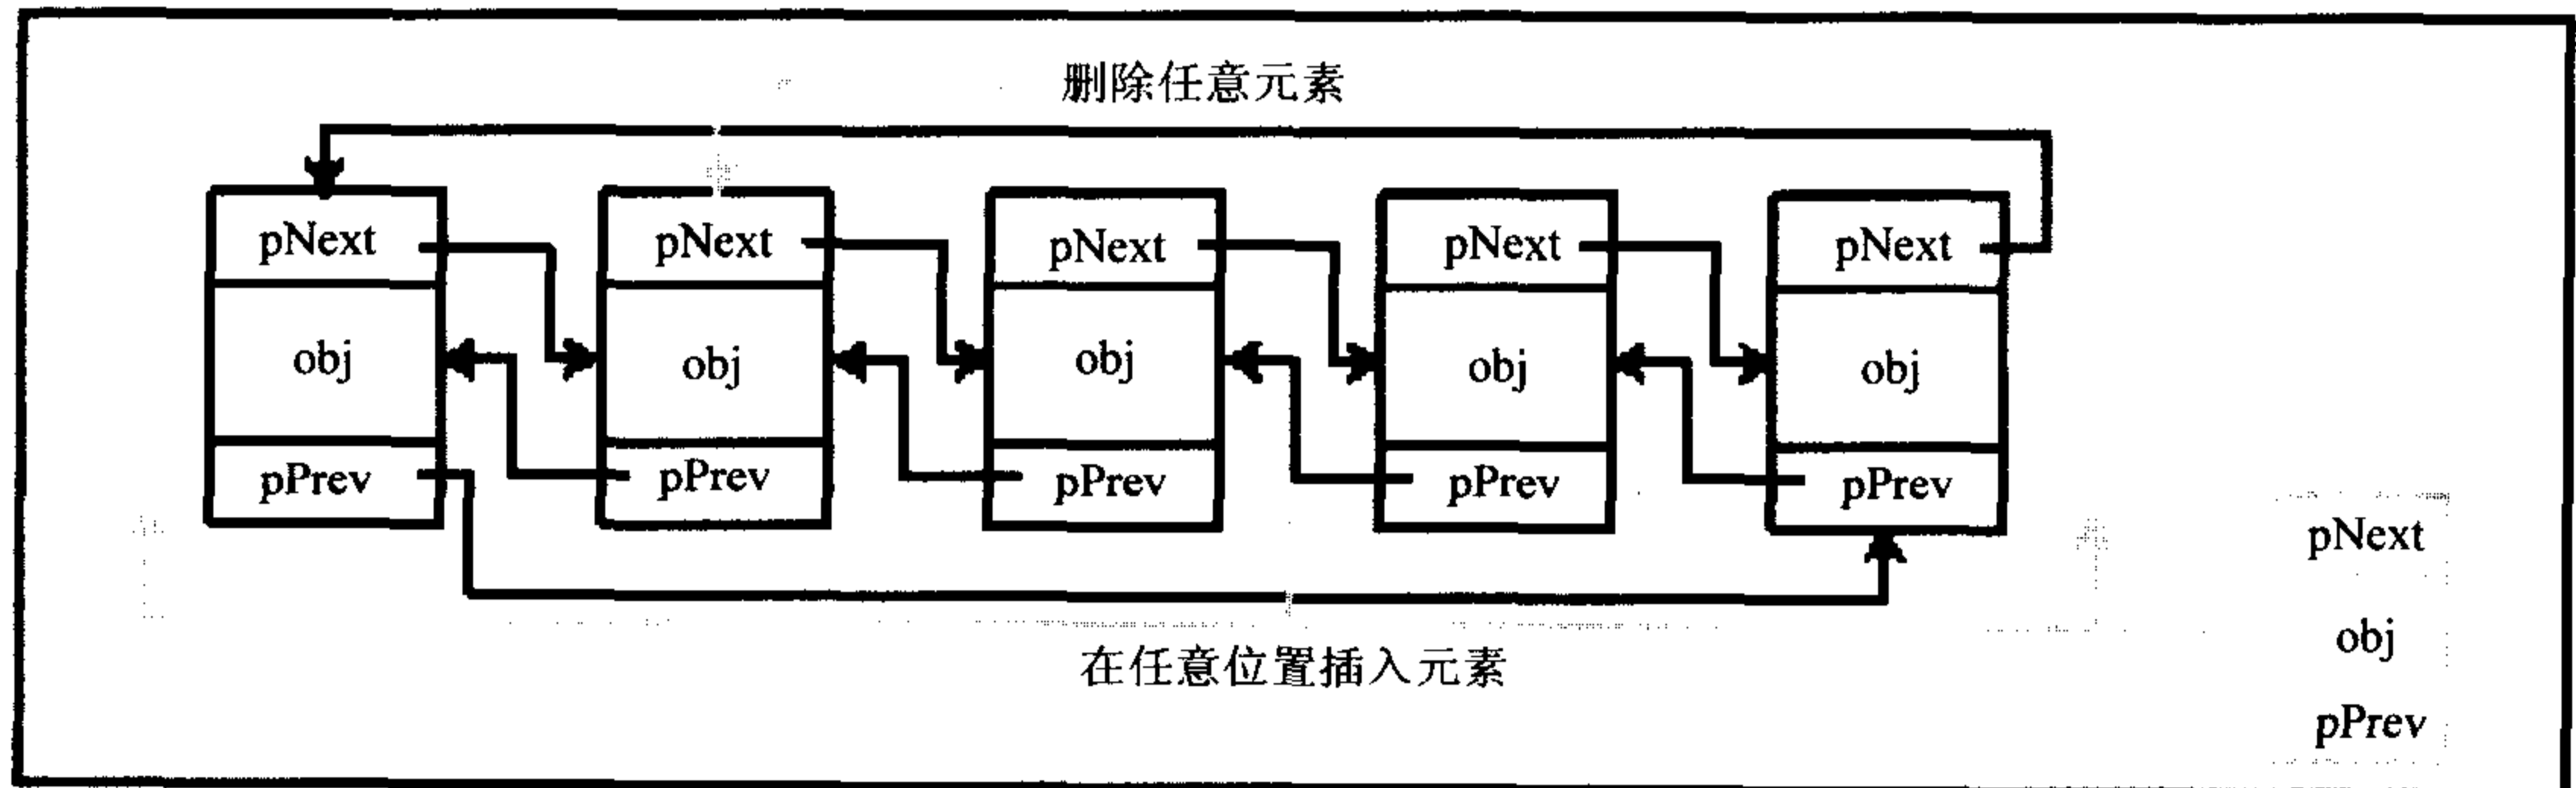 删除任意元素
pNext pNext pNext pNext pNext
obj obj obj obj obj
pPrev pPrev pPrev pPrev pPrev
pNext
obj
pPrev
在任意位置插入元素